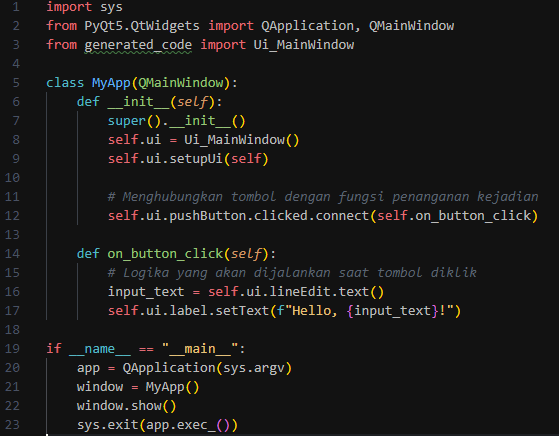 1 import sys
2 from PyQt5.QtWidgets import QApplication, QMainWindow
3 from generated_code import Ui_MainWindow
4
5 class MyApp(QMainWindow):
6     def __init__(self):
7         super().__init__()
8         self.ui = Ui_MainWindow()
9         self.ui.setupUi(self)
10
11         # Menghubungkan tombol dengan fungsi penanganan kejadian
12         self.ui.pushButton.clicked.connect(self.on_button_click)
13
14     def on_button_click(self):
15         # Logika yang akan dijalankan saat tombol diklik
16         input_text = self.ui.lineEdit.text()
17         self.ui.label.setText(f"Hello, {input_text}!")
18
19 if __name__ == "__main__":
20     app = QApplication(sys.argv)
21     window = MyApp()
22     window.show()
23     sys.exit(app.exec_())